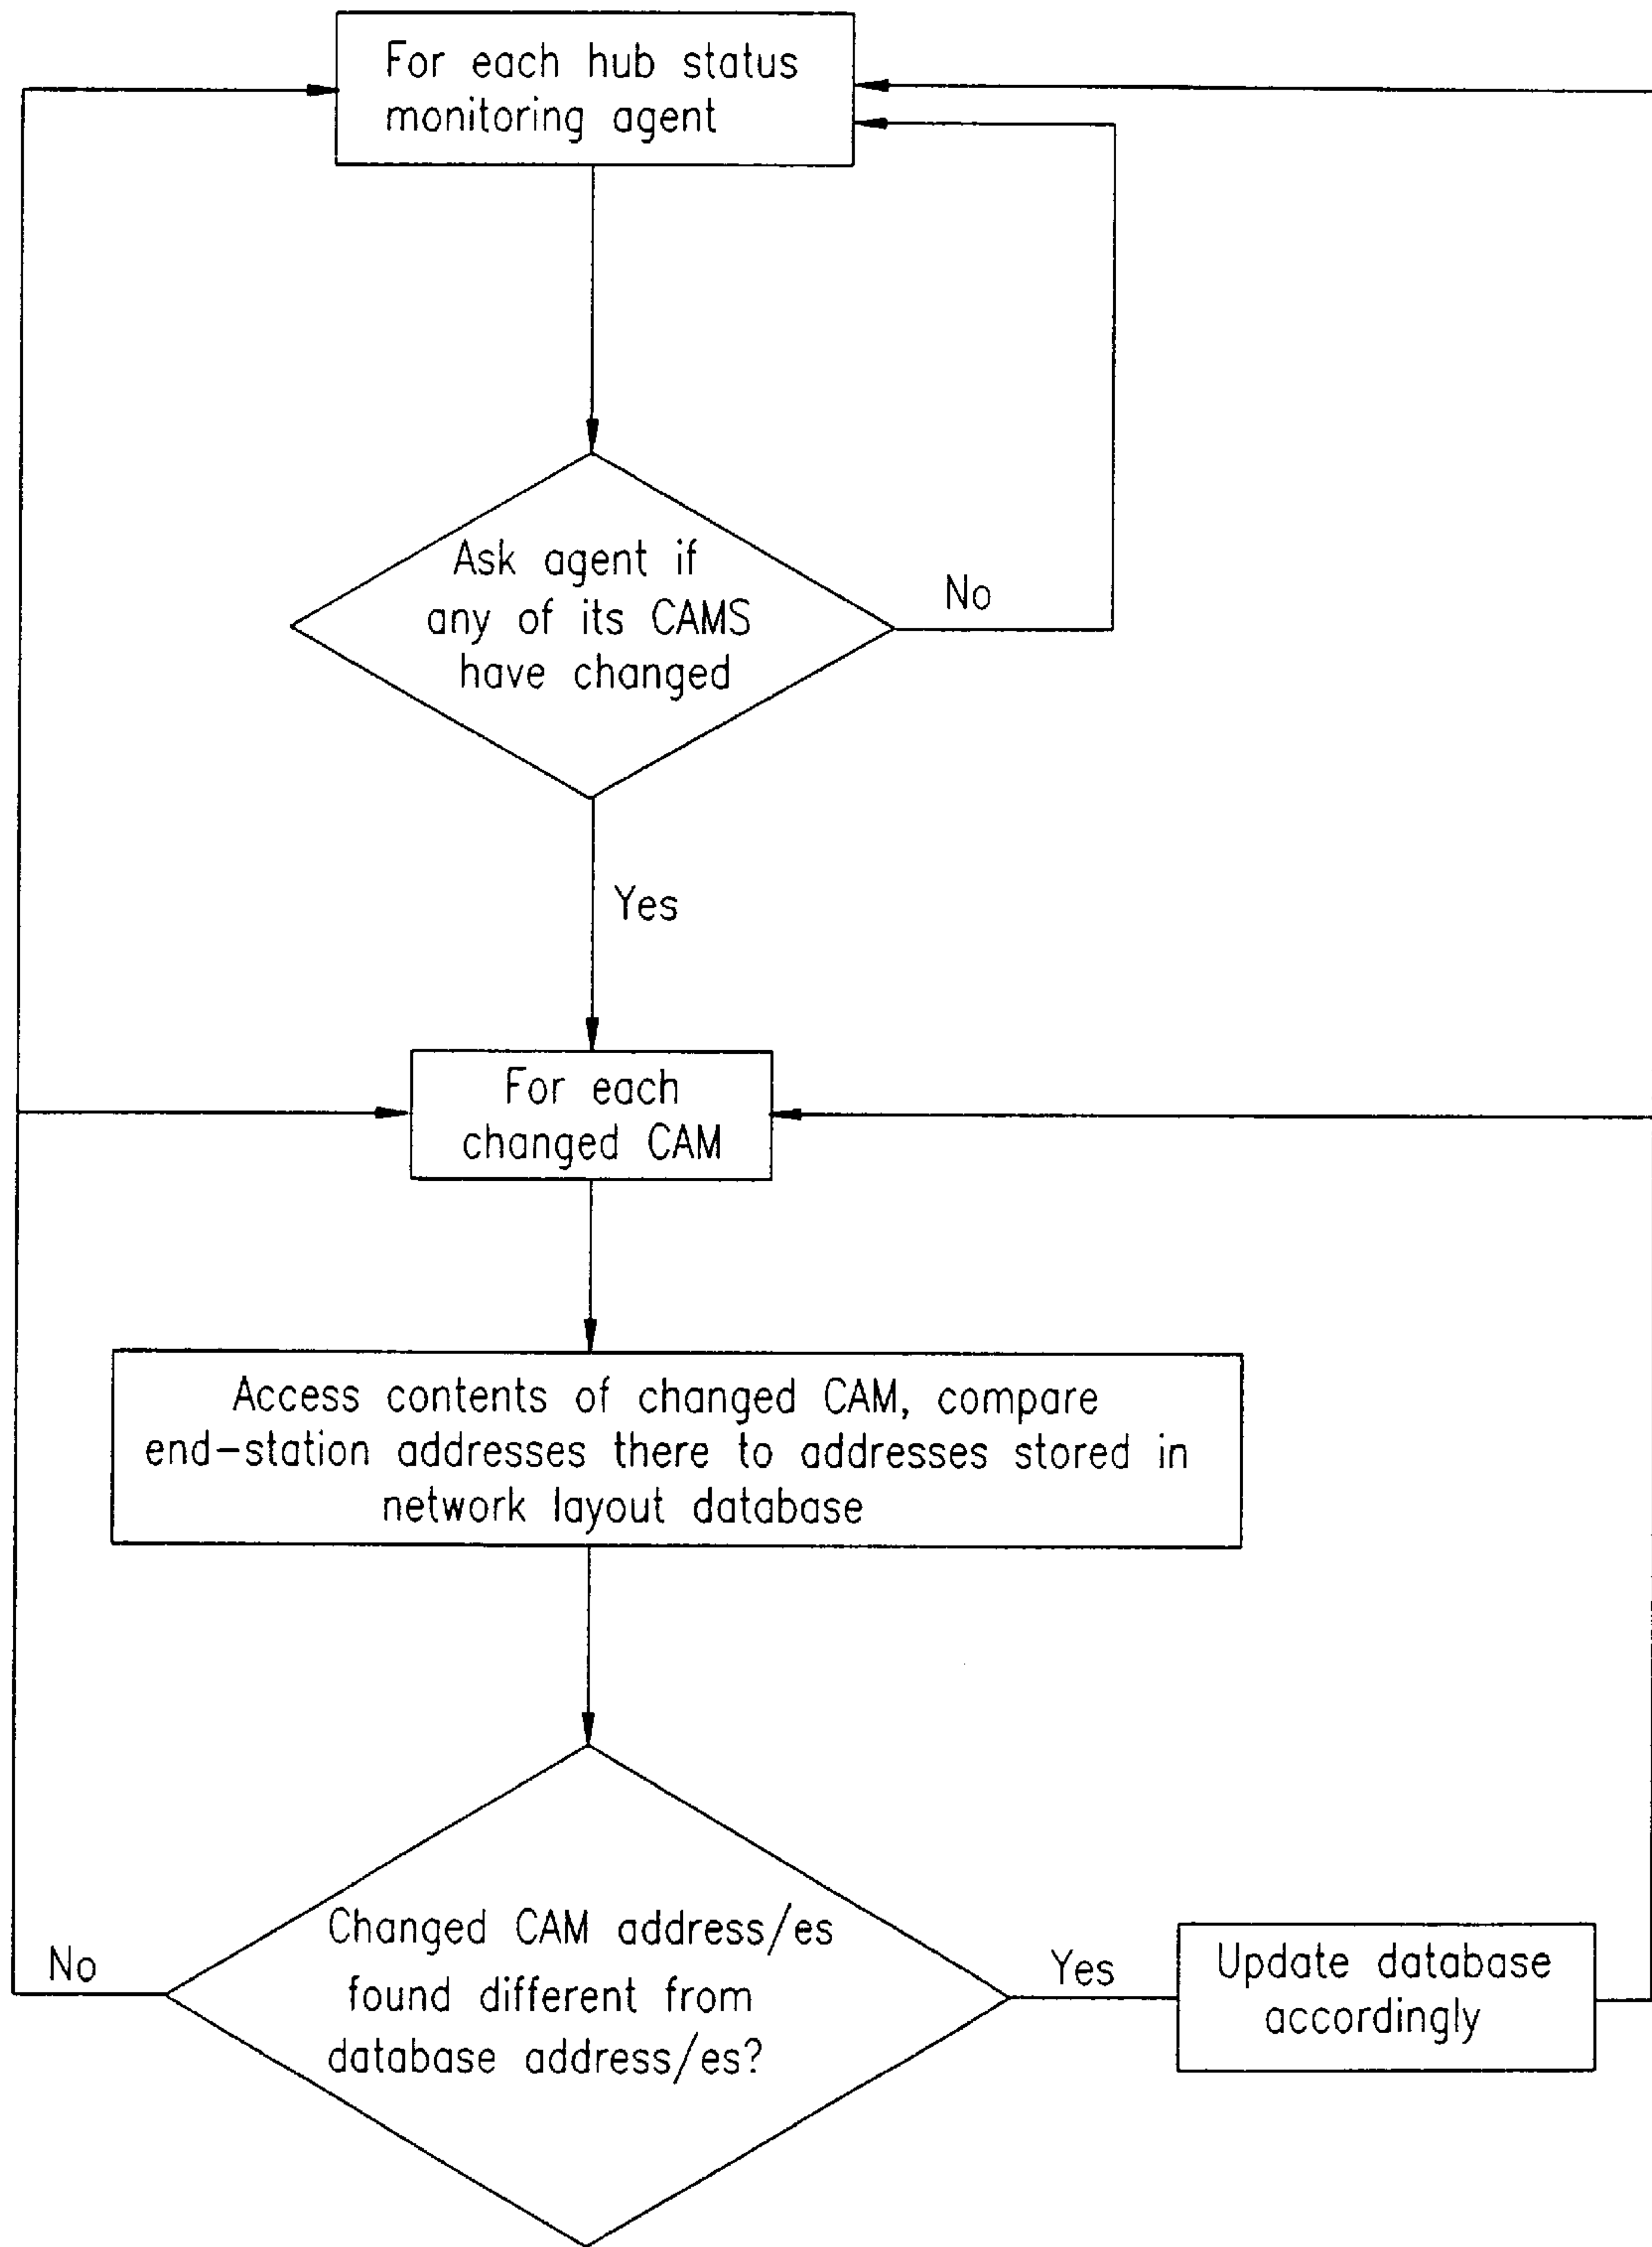 For each hub status
monitoring agent
Ask agent if
any of its CAMS
have changed
No
Yes
For each
changed CAM
Access contents of changed CAM, compare
end-station addresses there to addresses stored in
network layout database
Changed CAM address/es
found different from
database address/es?
No
Yes
Update database
accordingly